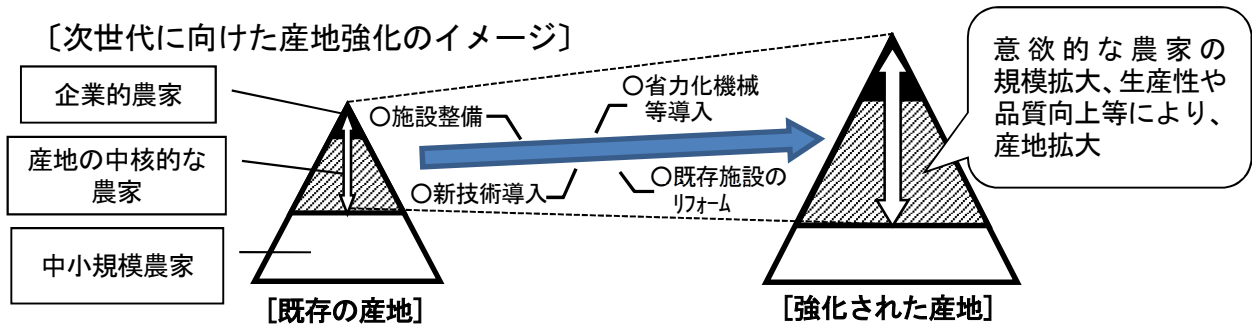 〔次世代に向けた産地強化のイメージ〕
企業的農家
産地の中核的な
農家
中小規模農家
○施設整備
○省力化機械
等導入
○新技術導入
○既存施設の
ﾘﾌｫｰﾑ
意欲的な農家の
規模拡大、生産性や
品質向上等により、
産地拡大
[既存の産地]
[強化された産地]